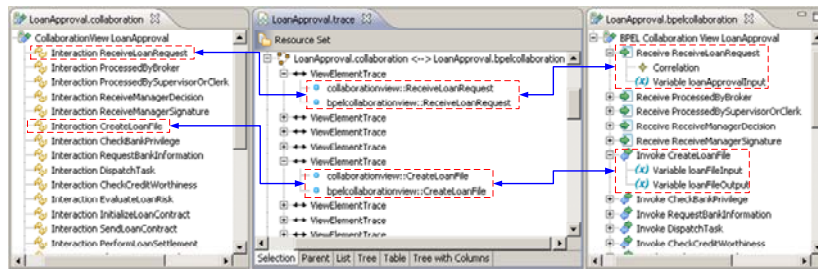 LoanApproval.collaboration
CollaborationView LoanApproval
Interaction ReceiveLoanRequest
Interaction ProcessedByBroker
Interaction ProcessedBySupervisorOrClerk
Interaction ReceiveManagerDecision
Interaction ReceiveManagerSignature
Interaction CreateLoanFile
Interaction CheckBankPrivilege
Interaction RequestBankInformation
Interaction DispatchTask
Interaction CheckCreditWorthiness
Interaction EvaluateLoanRisk
Interaction InitializeLoanContract
Interaction SendLoanContract
Interaction PerformLoanSettlement
LoanApproval.trace
Resource Set
LoanApproval.collaboration <--> LoanApproval.bpelcollaboration
ViewElementTrace
collaborationview::ReceiveLoanRequest
bpelcollaborationview::ReceiveLoanRequest
ViewElementTrace
ViewElementTrace
ViewElementTrace
ViewElementTrace
collaborationview::CreateLoanFile
bpelcollaborationview::CreateLoanFile
ViewElementTrace
ViewElementTrace
ViewElementTrace
Selection Parent List Tree Table Tree with Columns
LoanApproval.bpelcollaboration
BPEL Collaboration View LoanApproval
Receive ReceiveLoanRequest
Correlation
(x) Variable loanApprovalInput
Receive ProcessedByBroker
Receive ProcessedBySupervisorOrClerk
Receive ReceiveManagerDecision
Receive ReceiveManagerSignature
Invoke CreateLoanFile
(x) Variable loanFileInput
(x) Variable loanFileOutput
Invoke CheckBankPrivilege
Invoke RequestBankInformation
Invoke DispatchTask
Invoke CheckCreditWorthiness